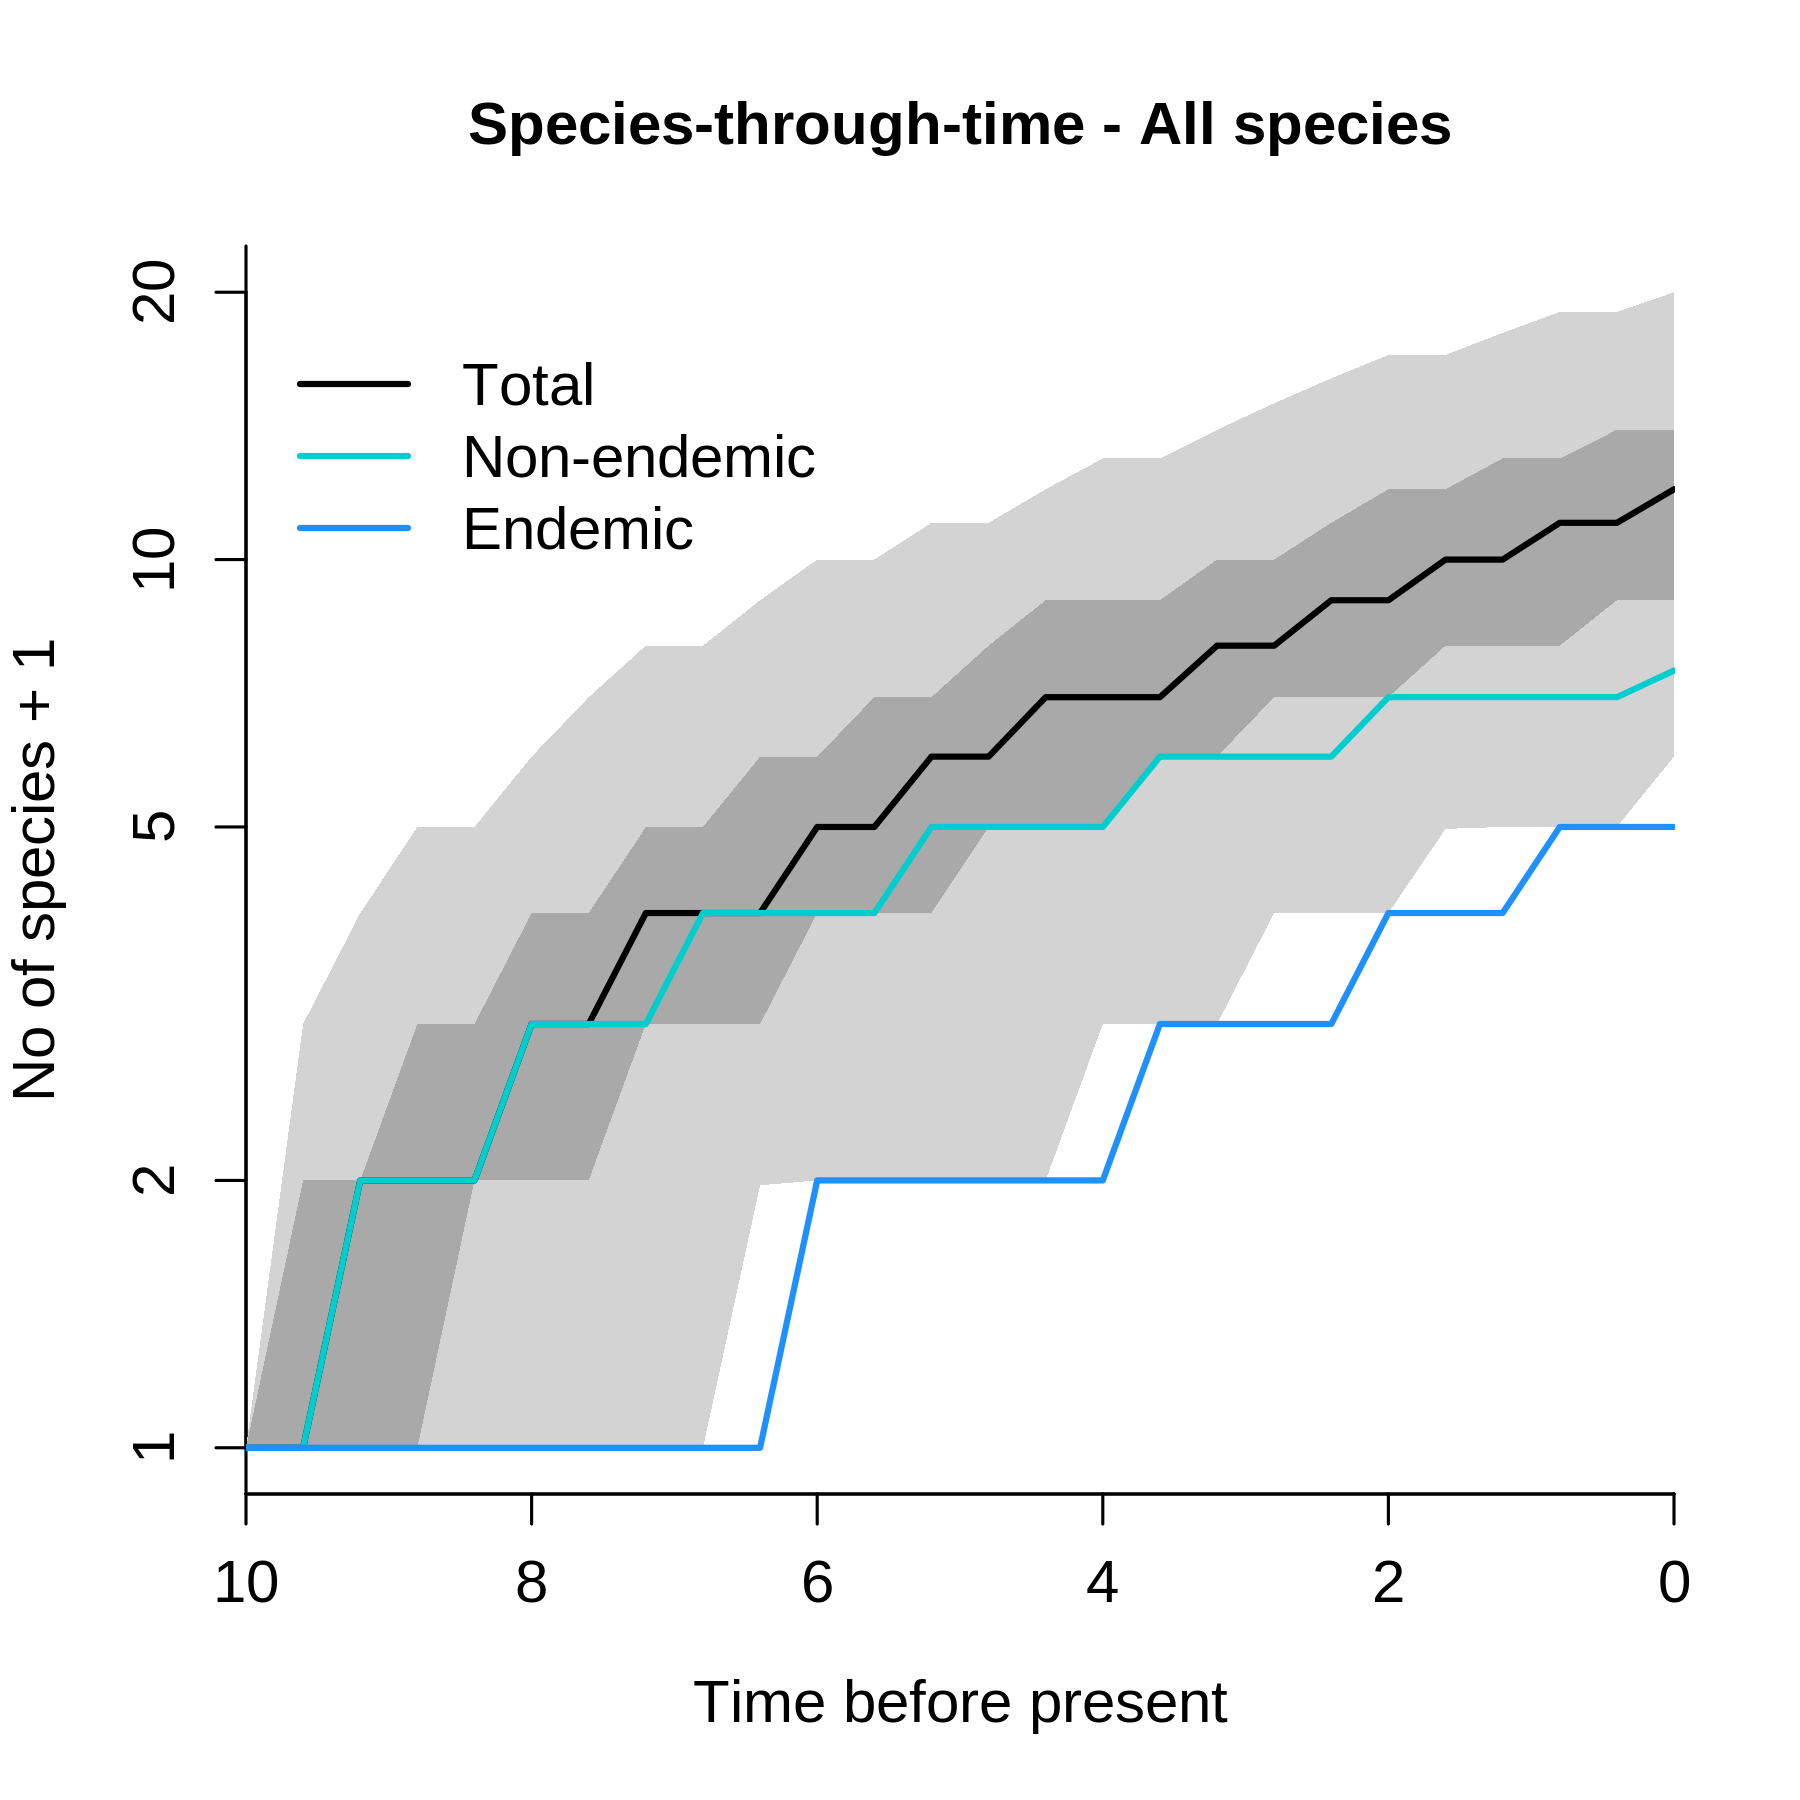 Species-through-time - All species
20
10
5
2
1
No of species + 1
Total
Non-endemic
Endemic
10 8 6 4 2 0
Time before present